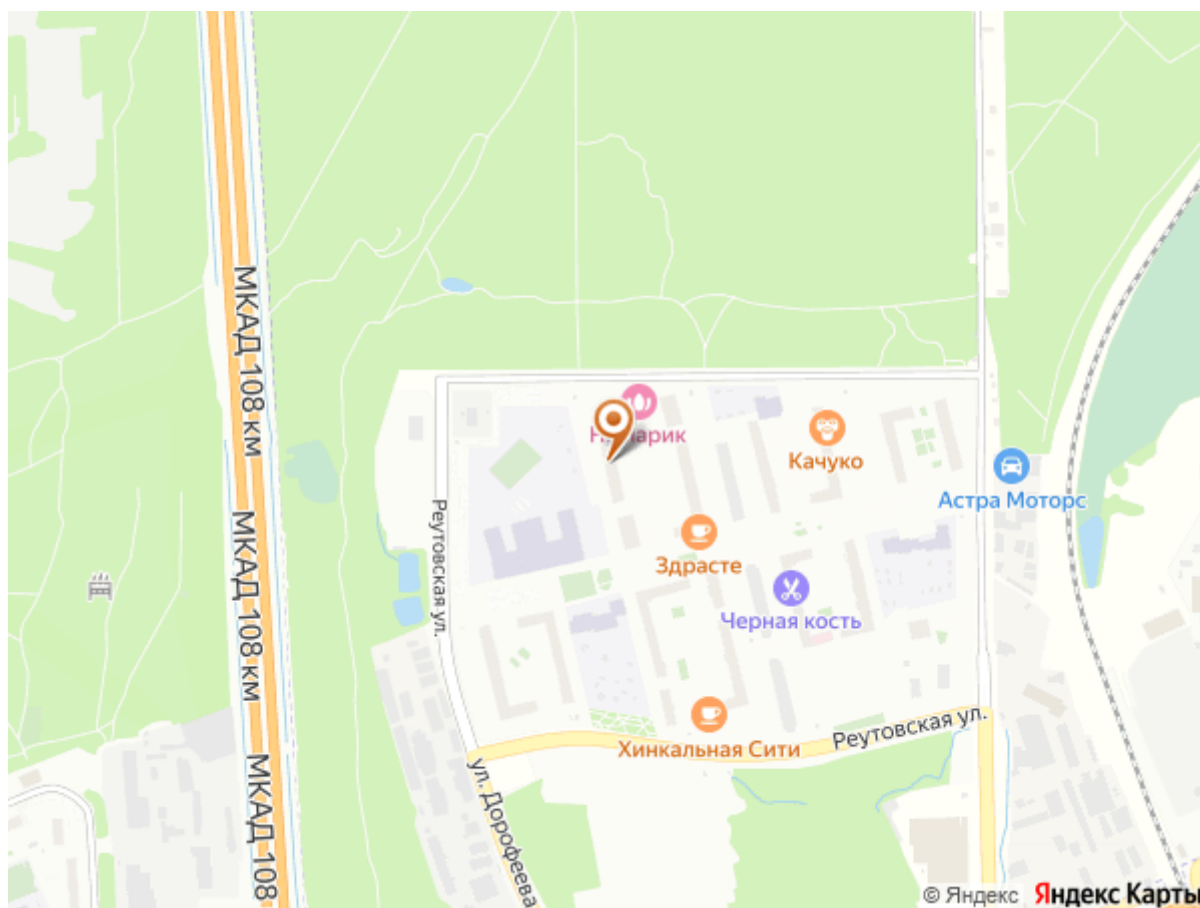 МКАД 108 км
Качуко
Астра Моторс
Реутовская ул.
МКАД 108 км
Здрасте
Черная кость
Реутовская ул.
Хинкальная Сити
МКАД 108
ул. Дорофеева
© Яндекс Яндекс Карты